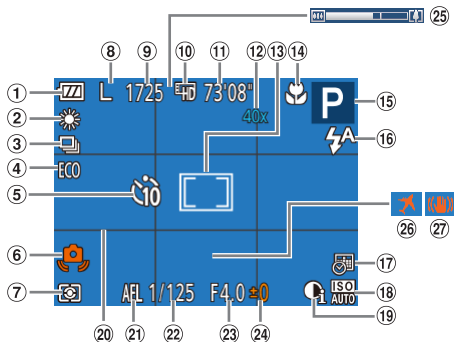 ⑧ ⑨ ⑩ ⑪ ⑫ ⑬ ⑭ ㉕
① L 1725 HD 73'08" P ⑮
② 40x
③ A ⑯
④ ECO
⑤ 10
㉖ ㉗
⑥ ⑰
⑦ AEL 1/125 F4.0 ±0 i ISO AUTO ⑱
⑳ ㉑ ㉒ ㉓ ㉔ ⑲